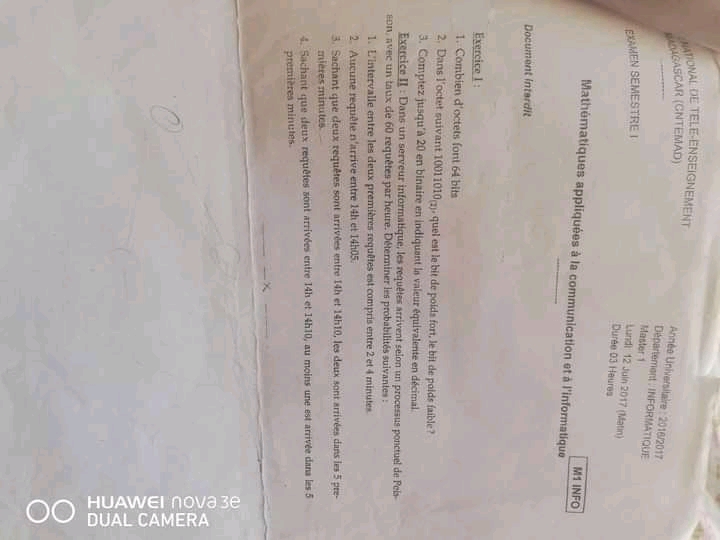 NATIONAL DE TELE-ENSEIGNEMENT
MADAGASCAR (CNTEMAD)
EXAMEN SEMESTRE I
Année Universitaire : 2016/2017
Département : INFORMATIQUE
Master 1
Lundi 12 Juin 2017 (Matin)
Durée 03 Heures
Mathématiques appliquées à la communication et à l'informatique
M1 INFO
Document interdit
Exercice I :
1. Combien d'octets font 64 bits
2. Dans l'octet suivant 10011010(2), quel est le bit de poids fort, le bit de poids faible ?
3. Comptez jusqu'à 20 en binaire en indiquant la valeur équivalente en décimal.
Exercice II : Dans un serveur informatique, les requêtes arrivent selon un processus ponctuel de Pois-
son, avec un taux de 60 requêtes par heure. Déterminer les probabilités suivantes :
1. L'intervalle entre les deux premières requêtes est compris entre 2 et 4 minutes.
2. Aucune requête n'arrive entre 14h et 14h05.
3. Sachant que deux requêtes sont arrivées entre 14h et 14h10, les deux sont arrivées dans les 5 pre-
mières minutes.
4. Sachant que deux requêtes sont arrivées entre 14h et 14h10, au moins une est arrivée dans les 5
premières minutes.
x
HUAWEI nova 3e
DUAL CAMERA